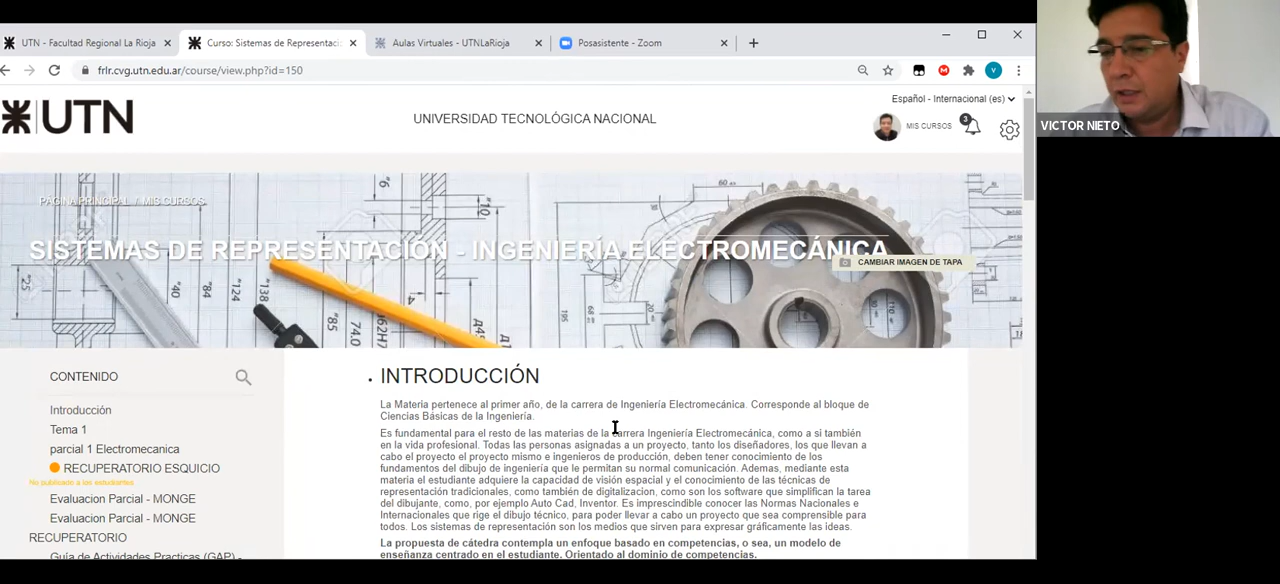 UTN - Facultad Regional La Rioja
Curso: Sistemas de Representaci
Aulas Virtuales - UTNLaRioja
Posasistente - Zoom
frlr.cvg.utn.edu.ar/course/view.php?id=150
V
Español - Internacional (es)
UTN
UNIVERSIDAD TECNOLÓGICA NACIONAL
MIS CURSOS
3
VICTOR NIETO
PÁGINA PRINCIPAL / MIS CURSOS
SISTEMAS DE REPRESENTACIÓN - INGENIERÍA ELECTROMECÁNICA
CAMBIAR IMAGEN DE TAPA
CONTENIDO
Introducción
Tema 1
parcial 1 Electromecanica
RECUPERATORIO ESQUICIO
No publicado a los estudiantes
Evaluacion Parcial - MONGE
Evaluacion Parcial - MONGE
RECUPERATORIO
Guía de Actividades Practicas (GAP) -
INTRODUCCIÓN
La Materia pertenece al primer año, de la carrera de Ingeniería Electromecánica. Corresponde al bloque de
Ciencias Básicas de la Ingeniería.
Es fundamental para el resto de las materias de la carrera Ingeniería Electromecánica, como a si también
en la vida profesional. Todas las personas asignadas a un proyecto, tanto los diseñadores, los que llevan a
cabo el proyecto el proyecto mismo e ingenieros de producción, deben tener conocimiento de los
fundamentos del dibujo de ingeniería que le permitan su normal comunicación. Ademas, mediante esta
materia el estudiante adquiere la capacidad de visión espacial y el conocimiento de las técnicas de
representación tradicionales, como también de digitalizacion, como son los software que simplifican la tarea
del dibujante, como, por ejemplo Auto Cad, Inventor. Es imprescindible conocer las Normas Nacionales e
Internacionales que rige el dibujo técnico, para poder llevar a cabo un proyecto que sea comprensible para
todos. Los sistemas de representación son los medios que sirven para expresar gráficamente las ideas.
La propuesta de cátedra contempla un enfoque basado en competencias, o sea, un modelo de
enseñanza centrado en el estudiante. Orientado al dominio de competencias.